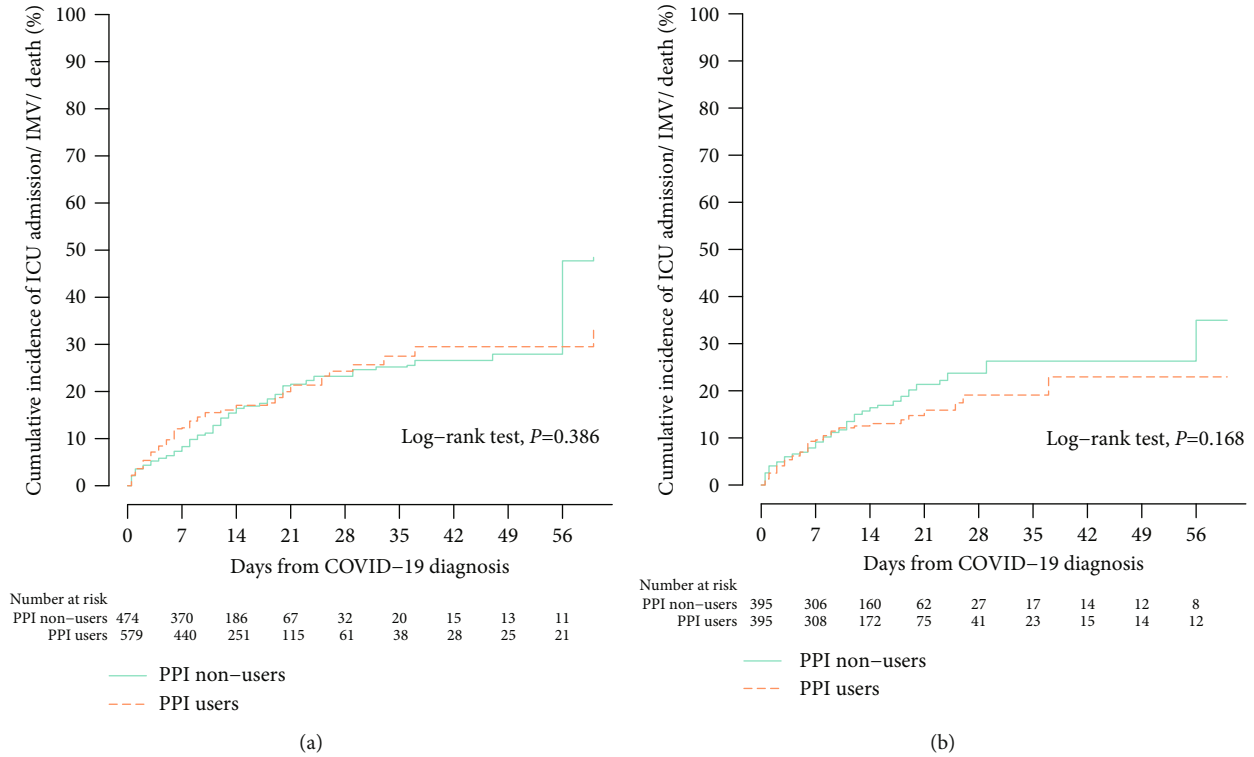 Cumulative incidence of ICU admission/ IMV/ death (%)
100
90
80
70
60
50
40
30
20
10
0
Log−rank test, P=0.386
0 7 14 21 28 35 42 49 56
Days from COVID−19 diagnosis
Number at risk
PPI non−users 474 370 186 67 32 20 15 13 11
PPI users 579 440 251 115 61 38 28 25 21
PPI non−users
PPI users
(a)
Cumulative incidence of ICU admission/ IMV/ death (%)
100
90
80
70
60
50
40
30
20
10
0
Log−rank test, P=0.168
0 7 14 21 28 35 42 49 56
Days from COVID−19 diagnosis
Number at risk
PPI non−users 395 306 160 62 27 17 14 12 8
PPI users 395 308 172 75 41 23 15 14 12
PPI non−users
PPI users
(b)